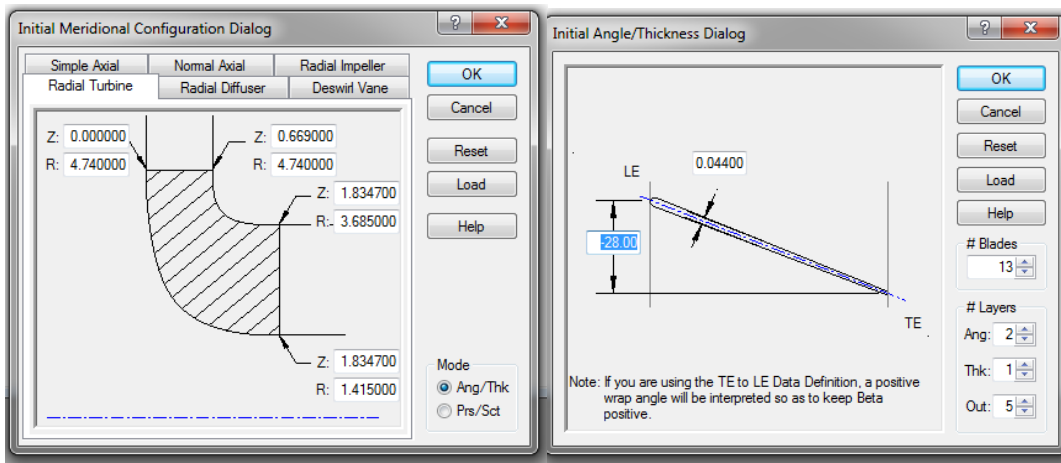 Initial Meridional Configuration Dialog
?
Simple Axial
Normal Axial
Radial Impeller
Radial Turbine
Radial Diffuser
Deswirl Vane
Z: 0.000000
Z: 0.669000
R: 4.740000
R: 4.740000
Z: 1.834700
R: 3.685000
Z: 1.834700
R: 1.415000
OK
Cancel
Reset
Load
Help
Mode
Ang/Thk
Prs/Sct
Initial Angle/Thickness Dialog
?
LE
0.04400
-28.00
TE
Note: If you are using the TE to LE Data Definition, a positive
wrap angle will be interpreted so as to keep Beta
positive.
OK
Cancel
Reset
Load
Help
# Blades
13
# Layers
Ang: 2
Thk: 1
Out: 5